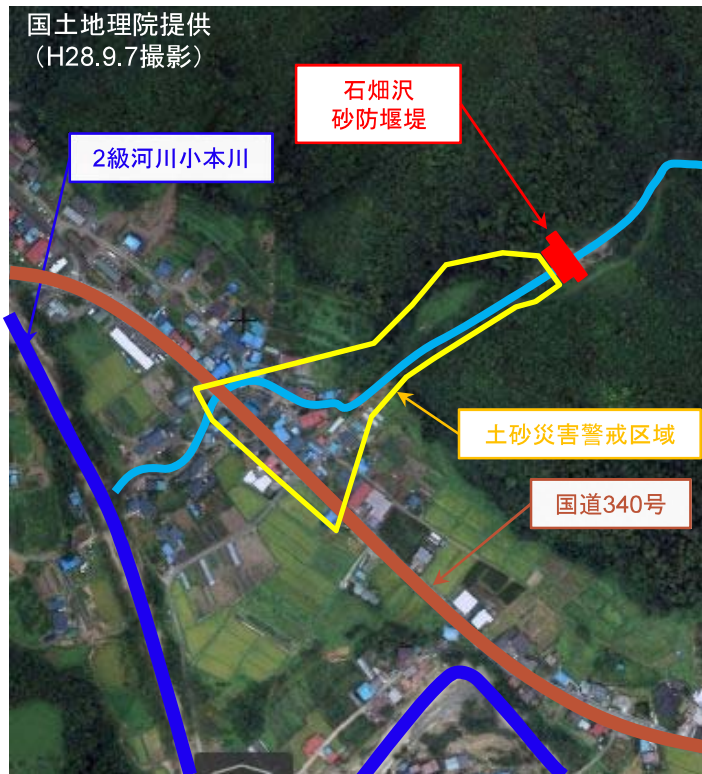 国土地理院提供
（H28.9.7撮影）
石畑沢
砂防堰堤
2級河川小本川
土砂災害警戒区域
国道340号